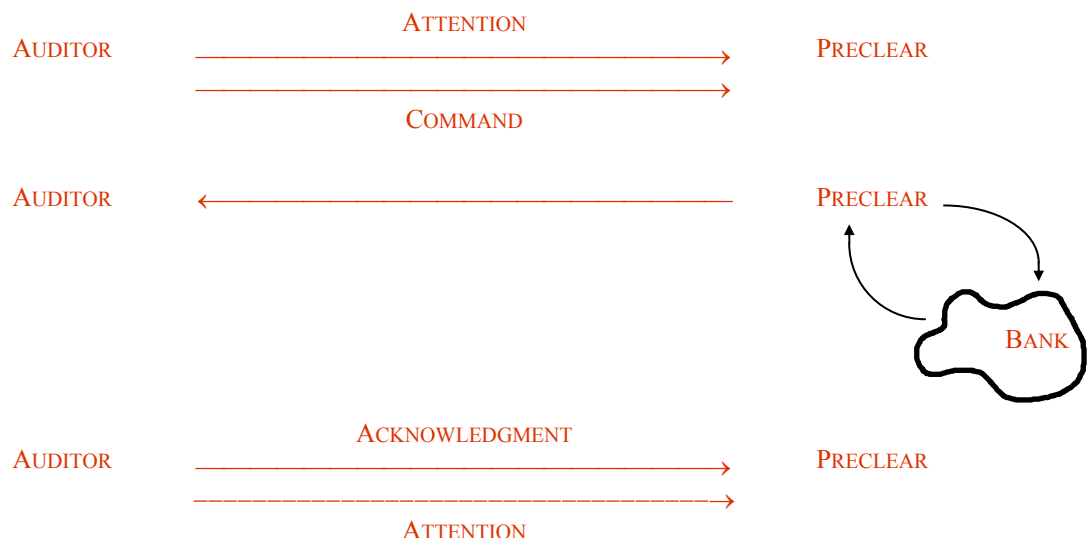 ATTENTION
AUDITOR PRECLEAR
COMMAND
AUDITOR PRECLEAR
BANK
ACKNOWLEDGMENT
AUDITOR PRECLEAR
ATTENTION